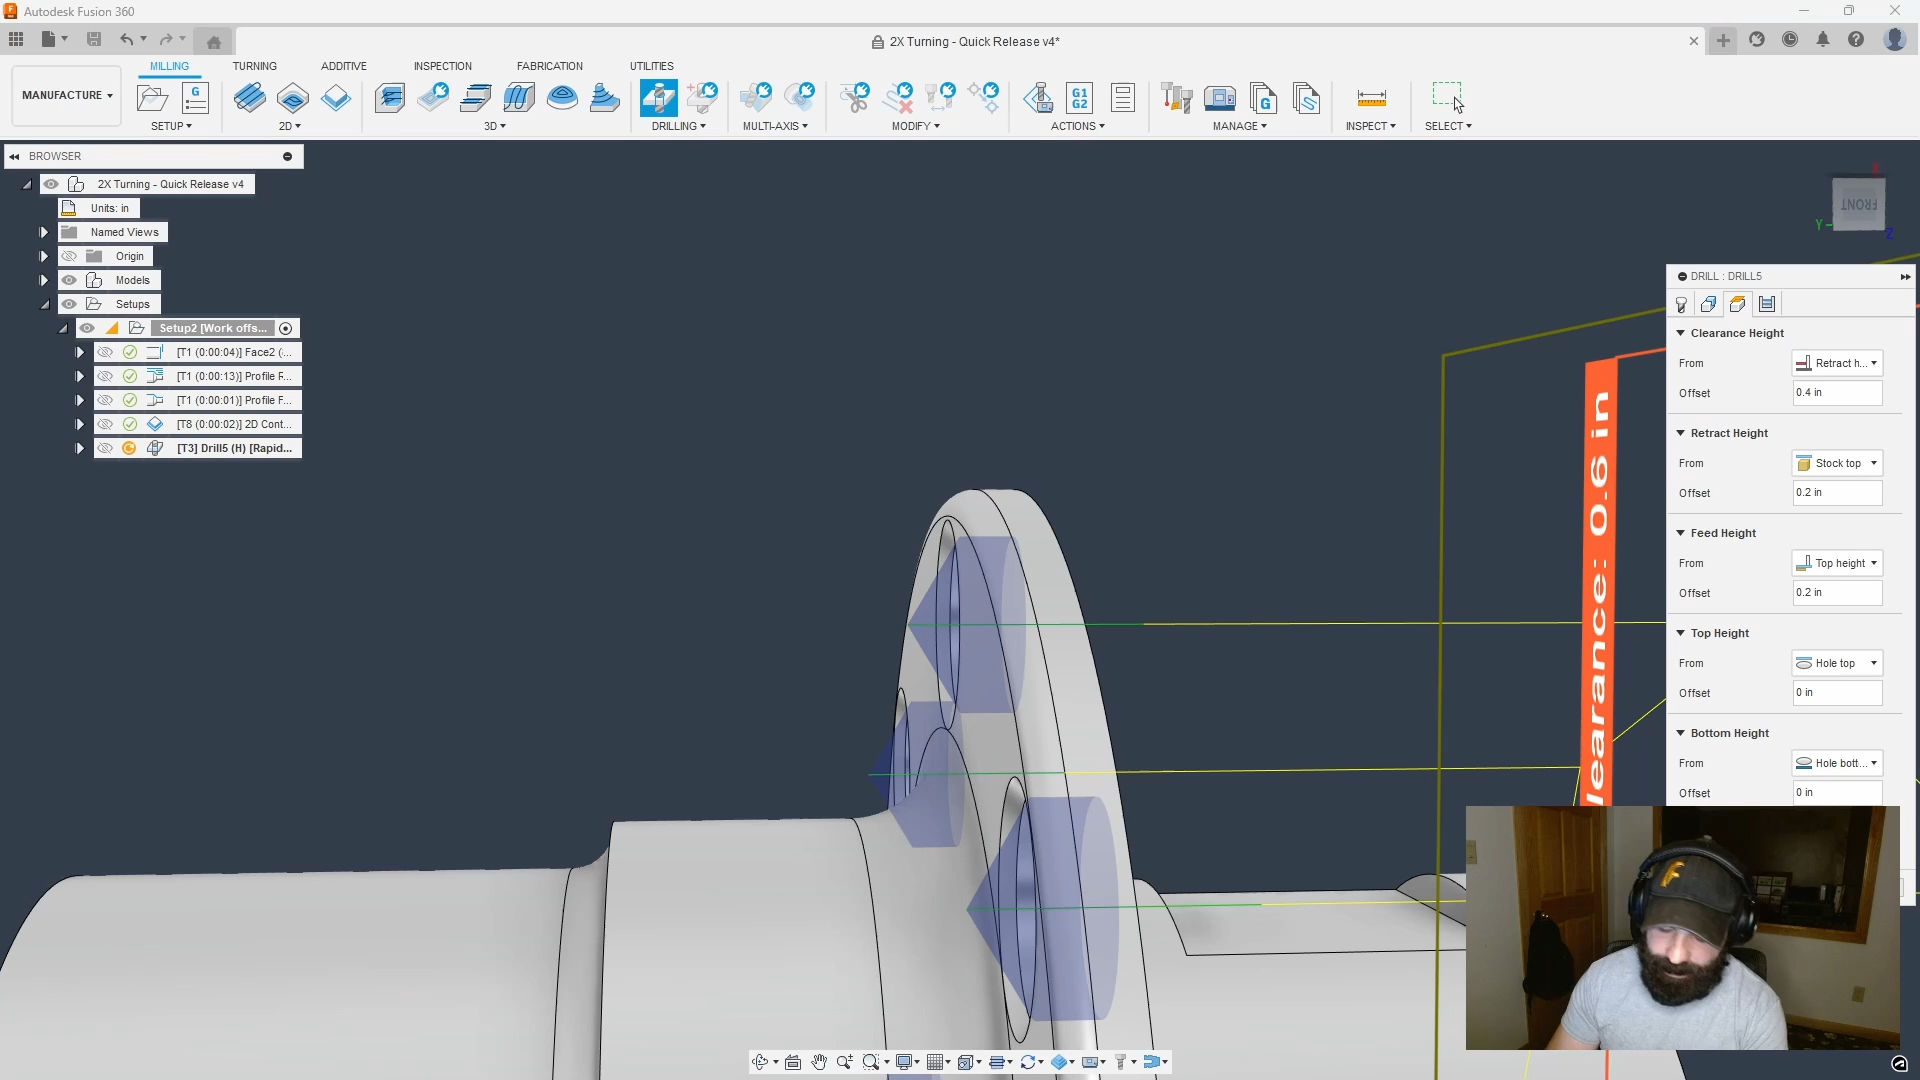 Autodesk Fusion 360
2X Turning - Quick Release v4*
MILLING TURNING ADDITIVE INSPECTION FABRICATION UTILITIES
MANUFACTURE
G
G1
G2
G
SETUP 2D 3D DRILLING MULTI-AXIS MODIFY ACTIONS MANAGE INSPECT SELECT
BROWSER
2X Turning - Quick Release v4
Units: in
Named Views
Origin
Models
Setups
Setup2 [Work offs...
[T1 (0:00:04)] Face2 (...
[T1 (0:00:13)] Profile R...
[T1 (0:00:01)] Profile F...
[T8 (0:00:02)] 2D Cont...
[T3] Drill5 (H) [Rapid...
FRONT
Y
Z
learance: 0.6 in
DRILL : DRILL5
Clearance Height
From Retract h...
Offset 0.4 in
Retract Height
From Stock top
Offset 0.2 in
Feed Height
From Top height
Offset 0.2 in
Top Height
From Hole top
Offset 0 in
Bottom Height
From Hole bott...
Offset 0 in
F